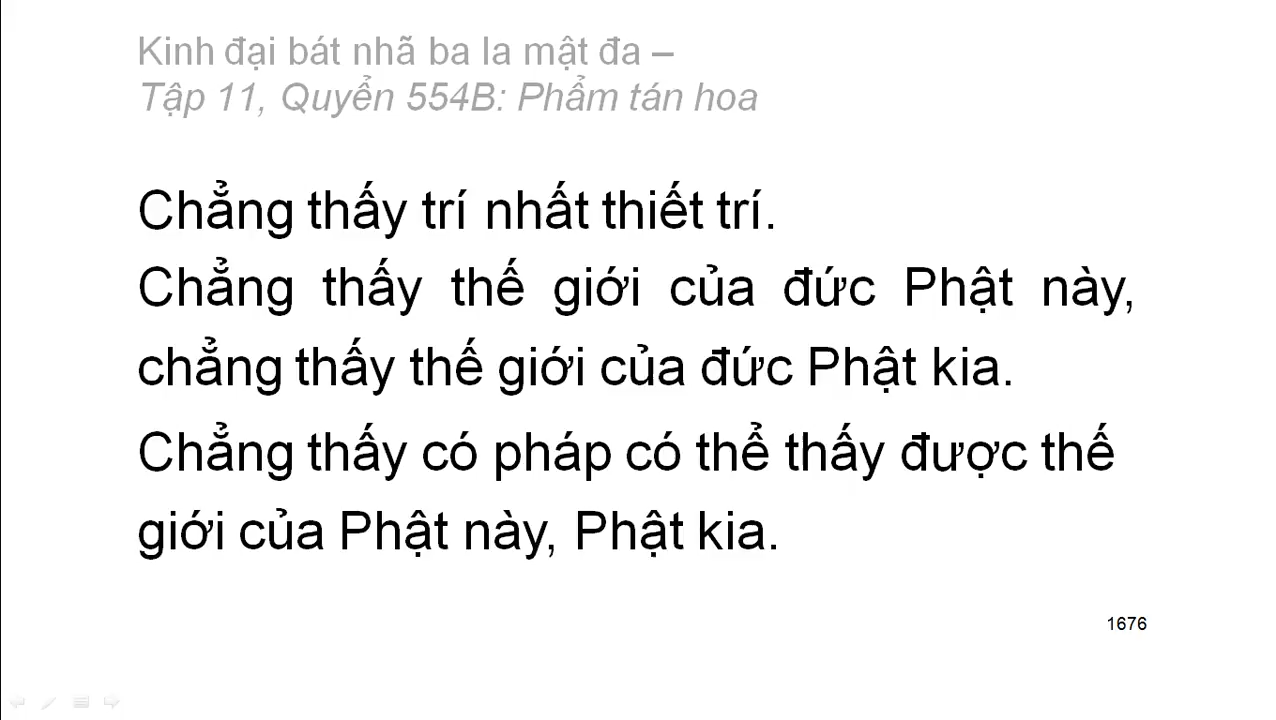 Kinh đại bát nhã ba la mật đa –
Tập 11, Quyển 554B: Phẩm tán hoa
Chẳng thấy trí nhất thiết trí.
Chẳng thấy thế giới của đức Phật này,
chẳng thấy thế giới của đức Phật kia.
Chẳng thấy có pháp có thể thấy được thế
giới của Phật này, Phật kia.
1676